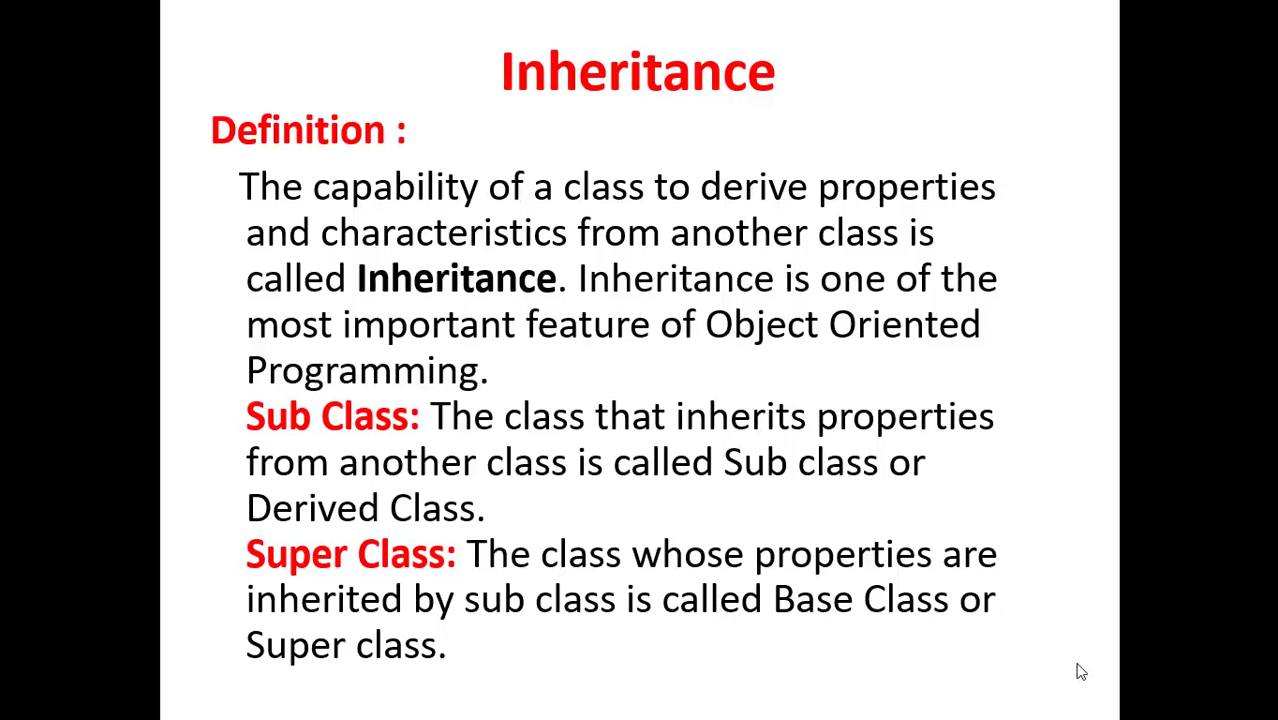 Inheritance
Definition :
The capability of a class to derive properties
and characteristics from another class is
called Inheritance. Inheritance is one of the
most important feature of Object Oriented
Programming.
Sub Class: The class that inherits properties
from another class is called Sub class or
Derived Class.
Super Class: The class whose properties are
inherited by sub class is called Base Class or
Super class.